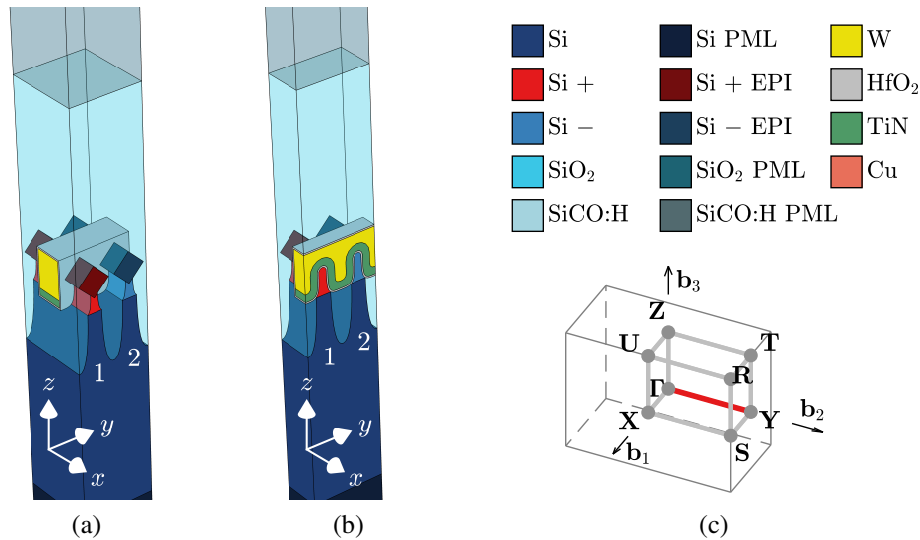 Si
Si PML
W
Si +
Si + EPI
HfO₂
Si −
Si − EPI
TiN
SiO₂
SiO₂ PML
Cu
SiCO:H
SiCO:H PML
1
2
z
y
x
(a)
1
2
z
y
x
(b)
b₃
Z
U
T
R
Γ
X
Y
b₂
S
b₁
(c)